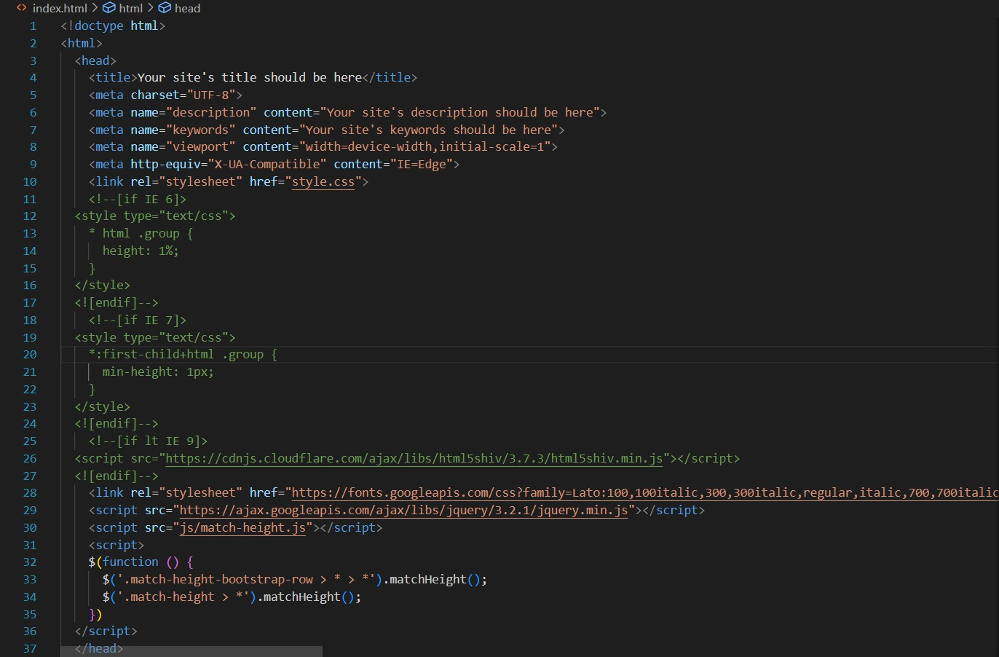 index.html > html > head
1 <!doctype html>
2 <html>
3 <head>
4 <title>Your site's title should be here</title>
5 <meta charset="UTF-8">
6 <meta name="description" content="Your site's description should be here">
7 <meta name="keywords" content="Your site's keywords should be here">
8 <meta name="viewport" content="width=device-width,initial-scale=1">
9 <meta http-equiv="X-UA-Compatible" content="IE=Edge">
10 <link rel="stylesheet" href="style.css">
11 <!--[if IE 6]>
12 <style type="text/css">
13 * html .group {
14 height: 1%;
15 }
16 </style>
17 <![endif]-->
18 <!--[if IE 7]>
19 <style type="text/css">
20 *:first-child+html .group {
21 min-height: 1px;
22 }
23 </style>
24 <![endif]-->
25 <!--[if lt IE 9]>
26 <script src="https://cdnjs.cloudflare.com/ajax/libs/html5shiv/3.7.3/html5shiv.min.js"></script>
27 <![endif]-->
28 <link rel="stylesheet" href="https://fonts.googleapis.com/css?family=Lato:100,100italic,300,300italic,regular,italic,700,700italic
29 <script src="https://ajax.googleapis.com/ajax/libs/jquery/3.2.1/jquery.min.js"></script>
30 <script src="js/match-height.js"></script>
31 <script>
32 $(function () {
33 $('.match-height-bootstrap-row > * > *').matchHeight();
34 $('.match-height > *').matchHeight();
35 })
36 </script>
37 </head>